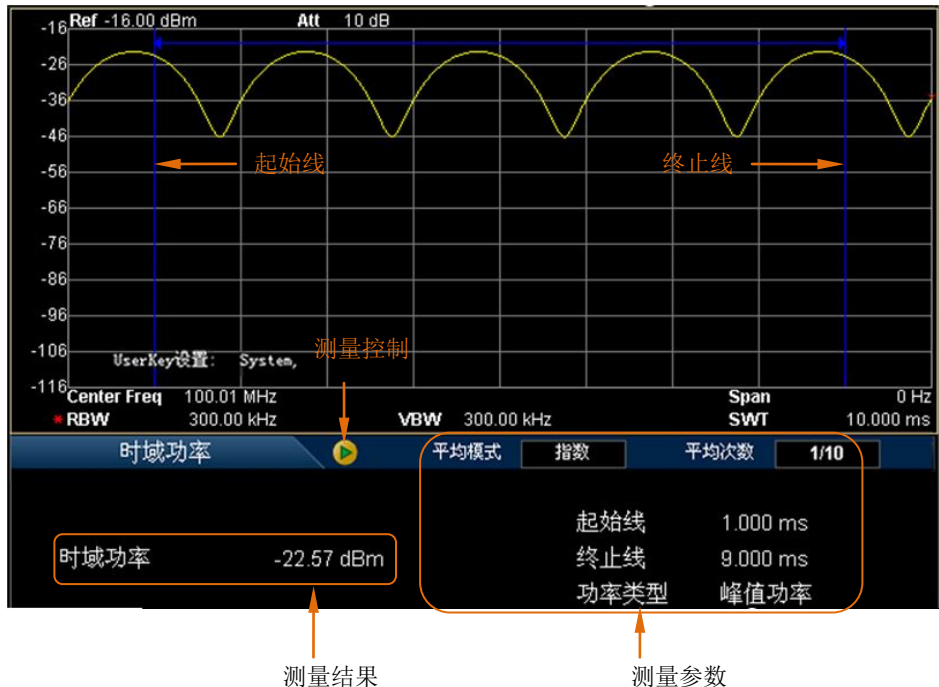 Ref -16.00 dBm Att 10 dB
-16
-26
-36
-46
起始线 终止线
-56
-66
-76
-86
-96
测量控制
-106
UserKey设置: System,
-116
Center Freq 100.01 MHz Span 0 Hz
*RBW 300.00 kHz VBW 300.00 kHz SWT 10.000 ms
时域功率 平均模式 指数 平均次数 1/10
起始线 1.000 ms
时域功率 -22.57 dBm 终止线 9.000 ms
功率类型 峰值功率
测量结果 测量参数